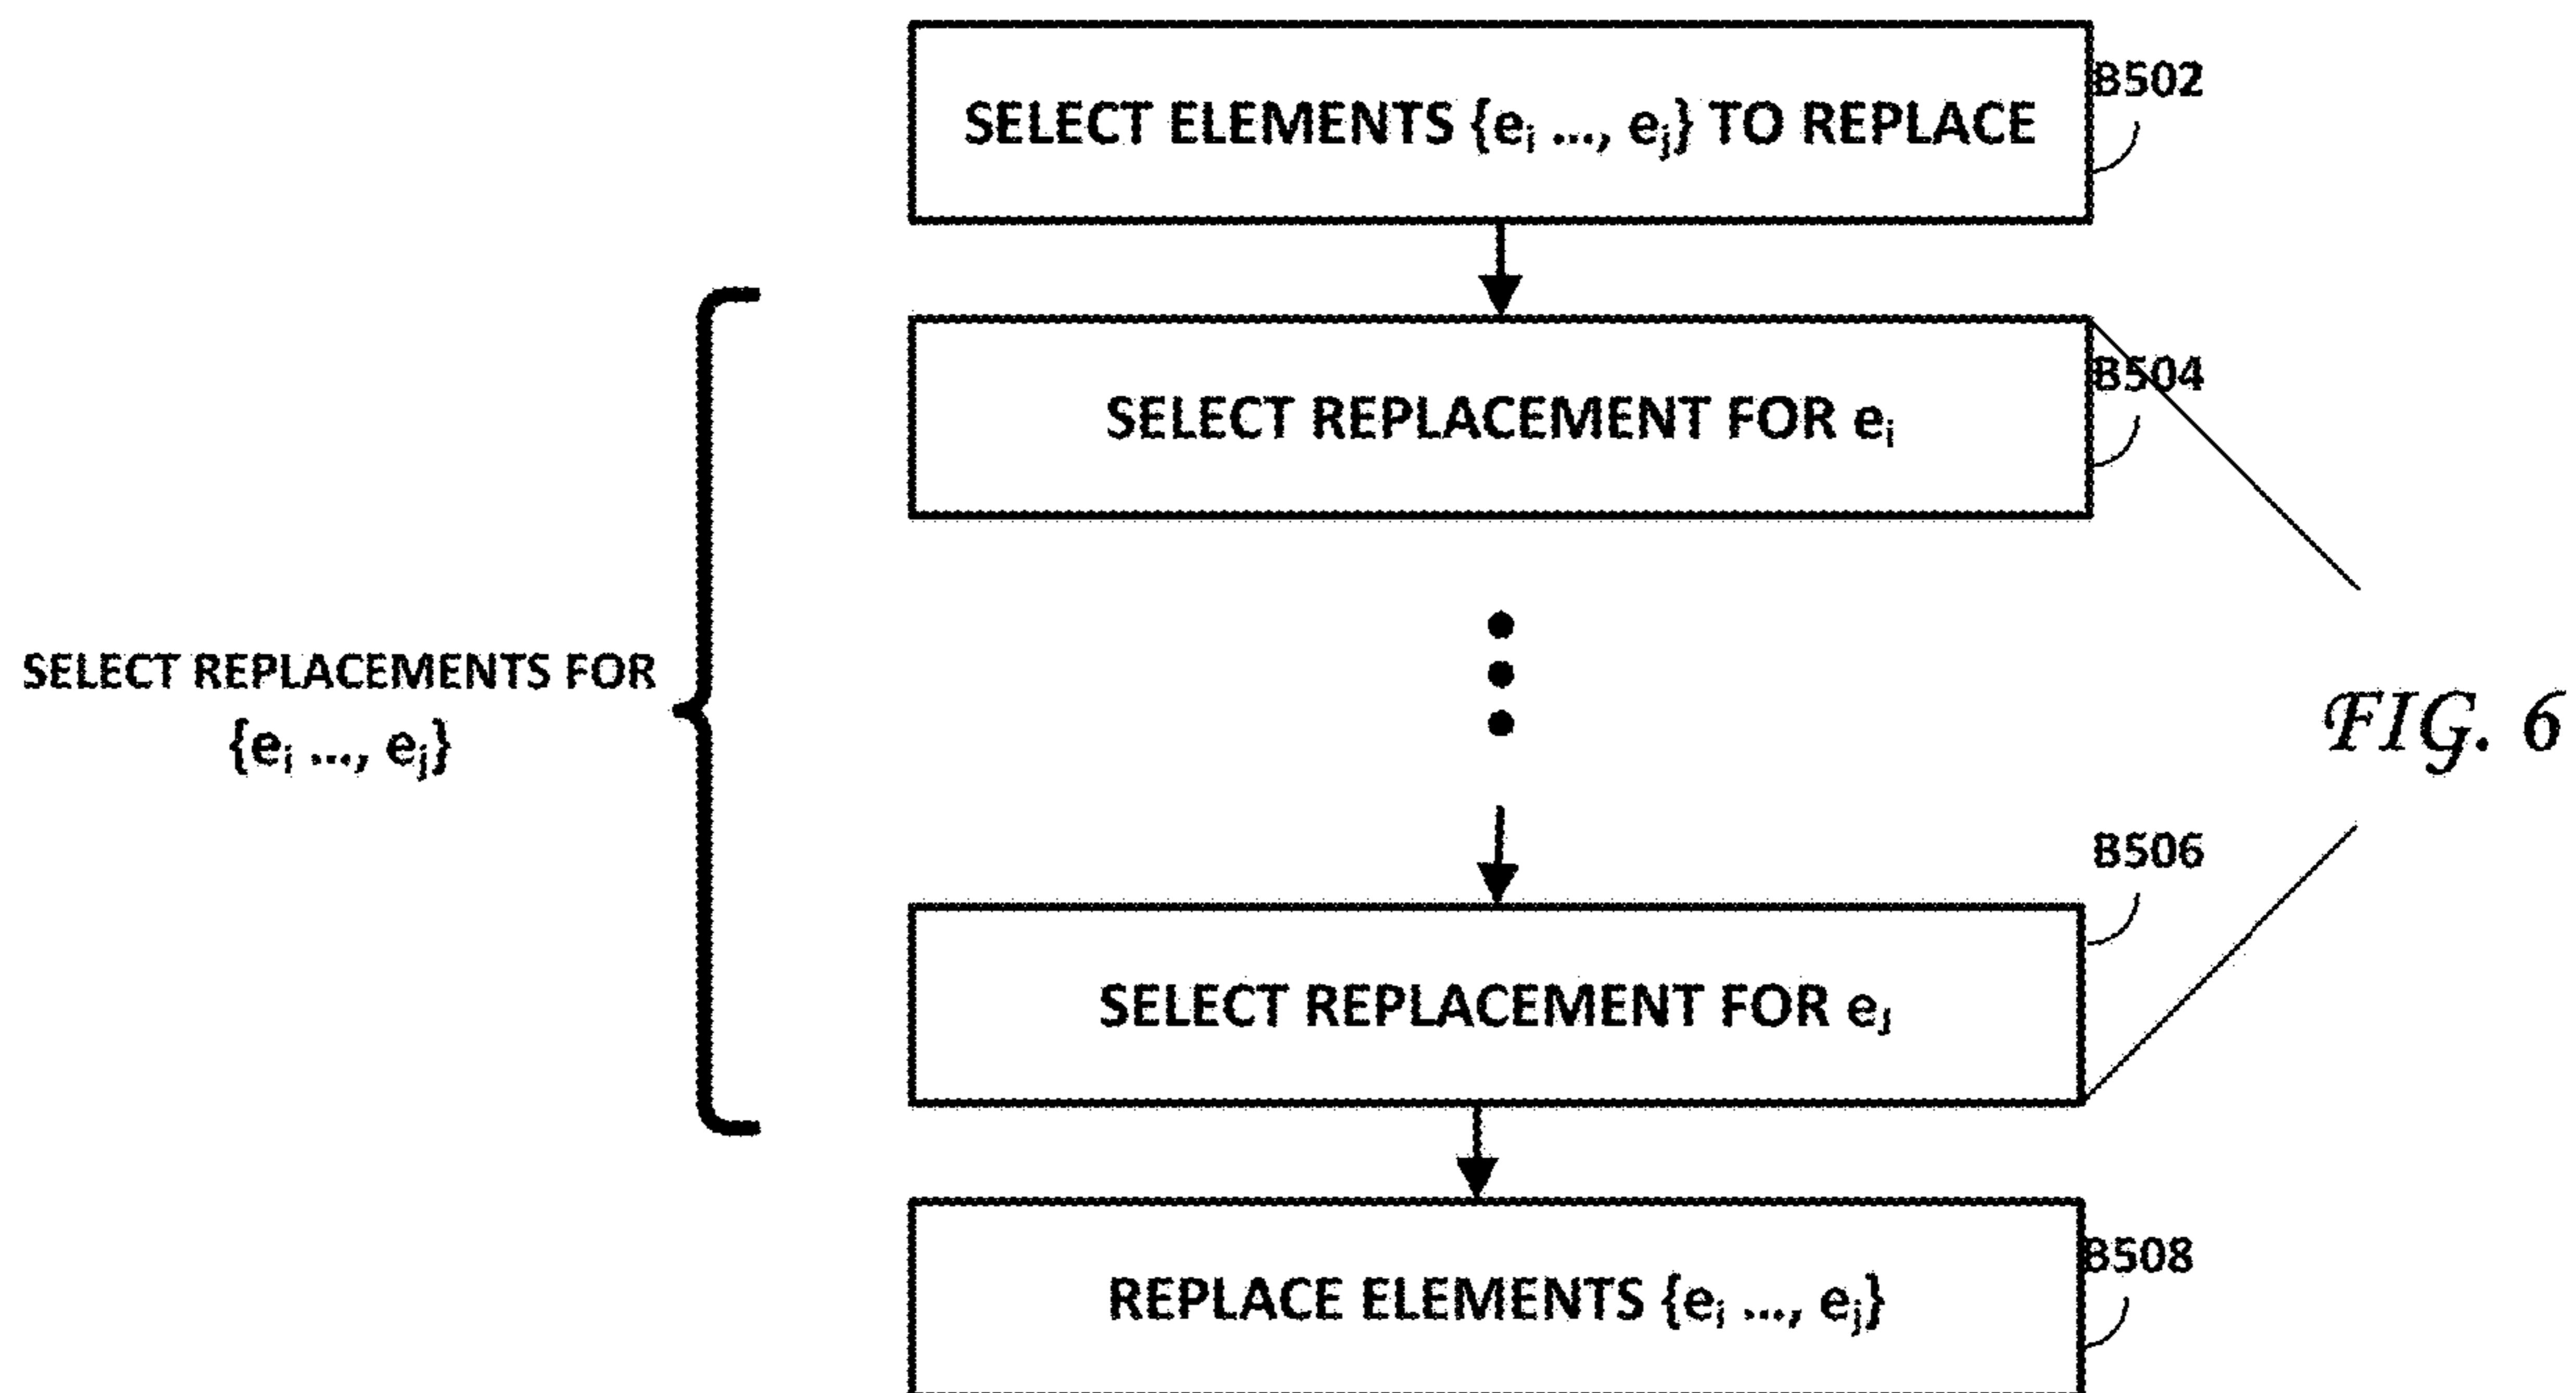 B502
SELECT ELEMENTS {eᵢ ..., eⱼ} TO REPLACE
B504
SELECT REPLACEMENT FOR eᵢ
SELECT REPLACEMENTS FOR
{eᵢ ..., eⱼ}
FIG. 6
B506
SELECT REPLACEMENT FOR eⱼ
B508
REPLACE ELEMENTS {eᵢ ..., eⱼ}